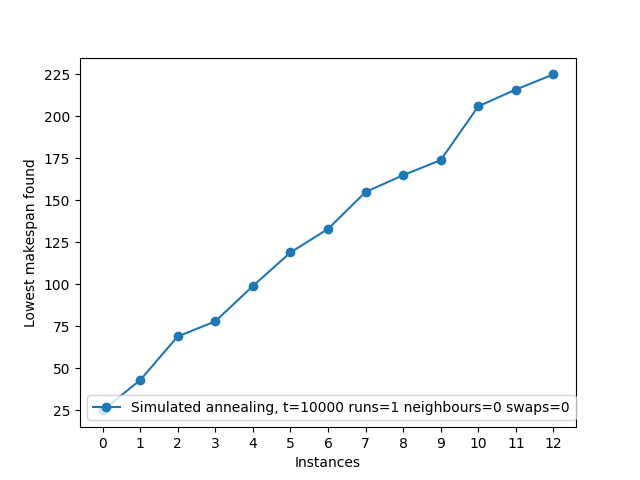 225
200
175
150
125
100
75
50
25
Lowest makespan found
Simulated annealing, t=10000 runs=1 neighbours=0 swaps=0
0 1 2 3 4 5 6 7 8 9 10 11 12
Instances